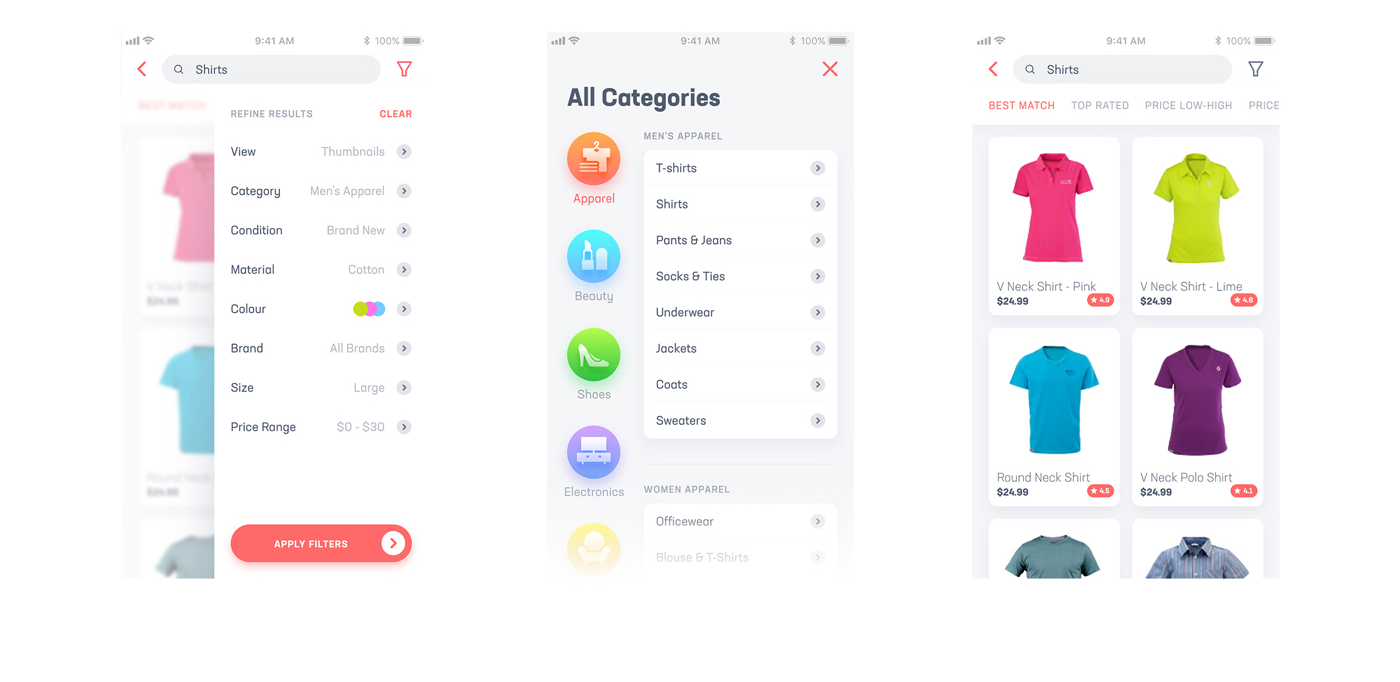 9:41 AM
100%
Shirts
BEST MATCH
REFINE RESULTS
CLEAR
View
Thumbnails
Category
Men's Apparel
Condition
Brand New
Material
Cotton
Colour
Brand
All Brands
Size
Large
Price Range
$0 - $30
V Neck Shirt
$24.99
Round Neck
$24.99
APPLY FILTERS
9:41 AM
100%
All Categories
Apparel
Beauty
Shoes
Electronics
MEN'S APPAREL
T-shirts
Shirts
Pants & Jeans
Socks & Ties
Underwear
Jackets
Coats
Sweaters
WOMEN APPAREL
Officewear
Blouse & T-Shirts
9:41 AM
100%
Shirts
BEST MATCH
TOP RATED
PRICE LOW-HIGH
PRICE
V Neck Shirt - Pink
$24.99
4.9
V Neck Shirt - Lime
$24.99
4.8
Round Neck Shirt
$24.99
4.5
V Neck Polo Shirt
$24.99
4.1